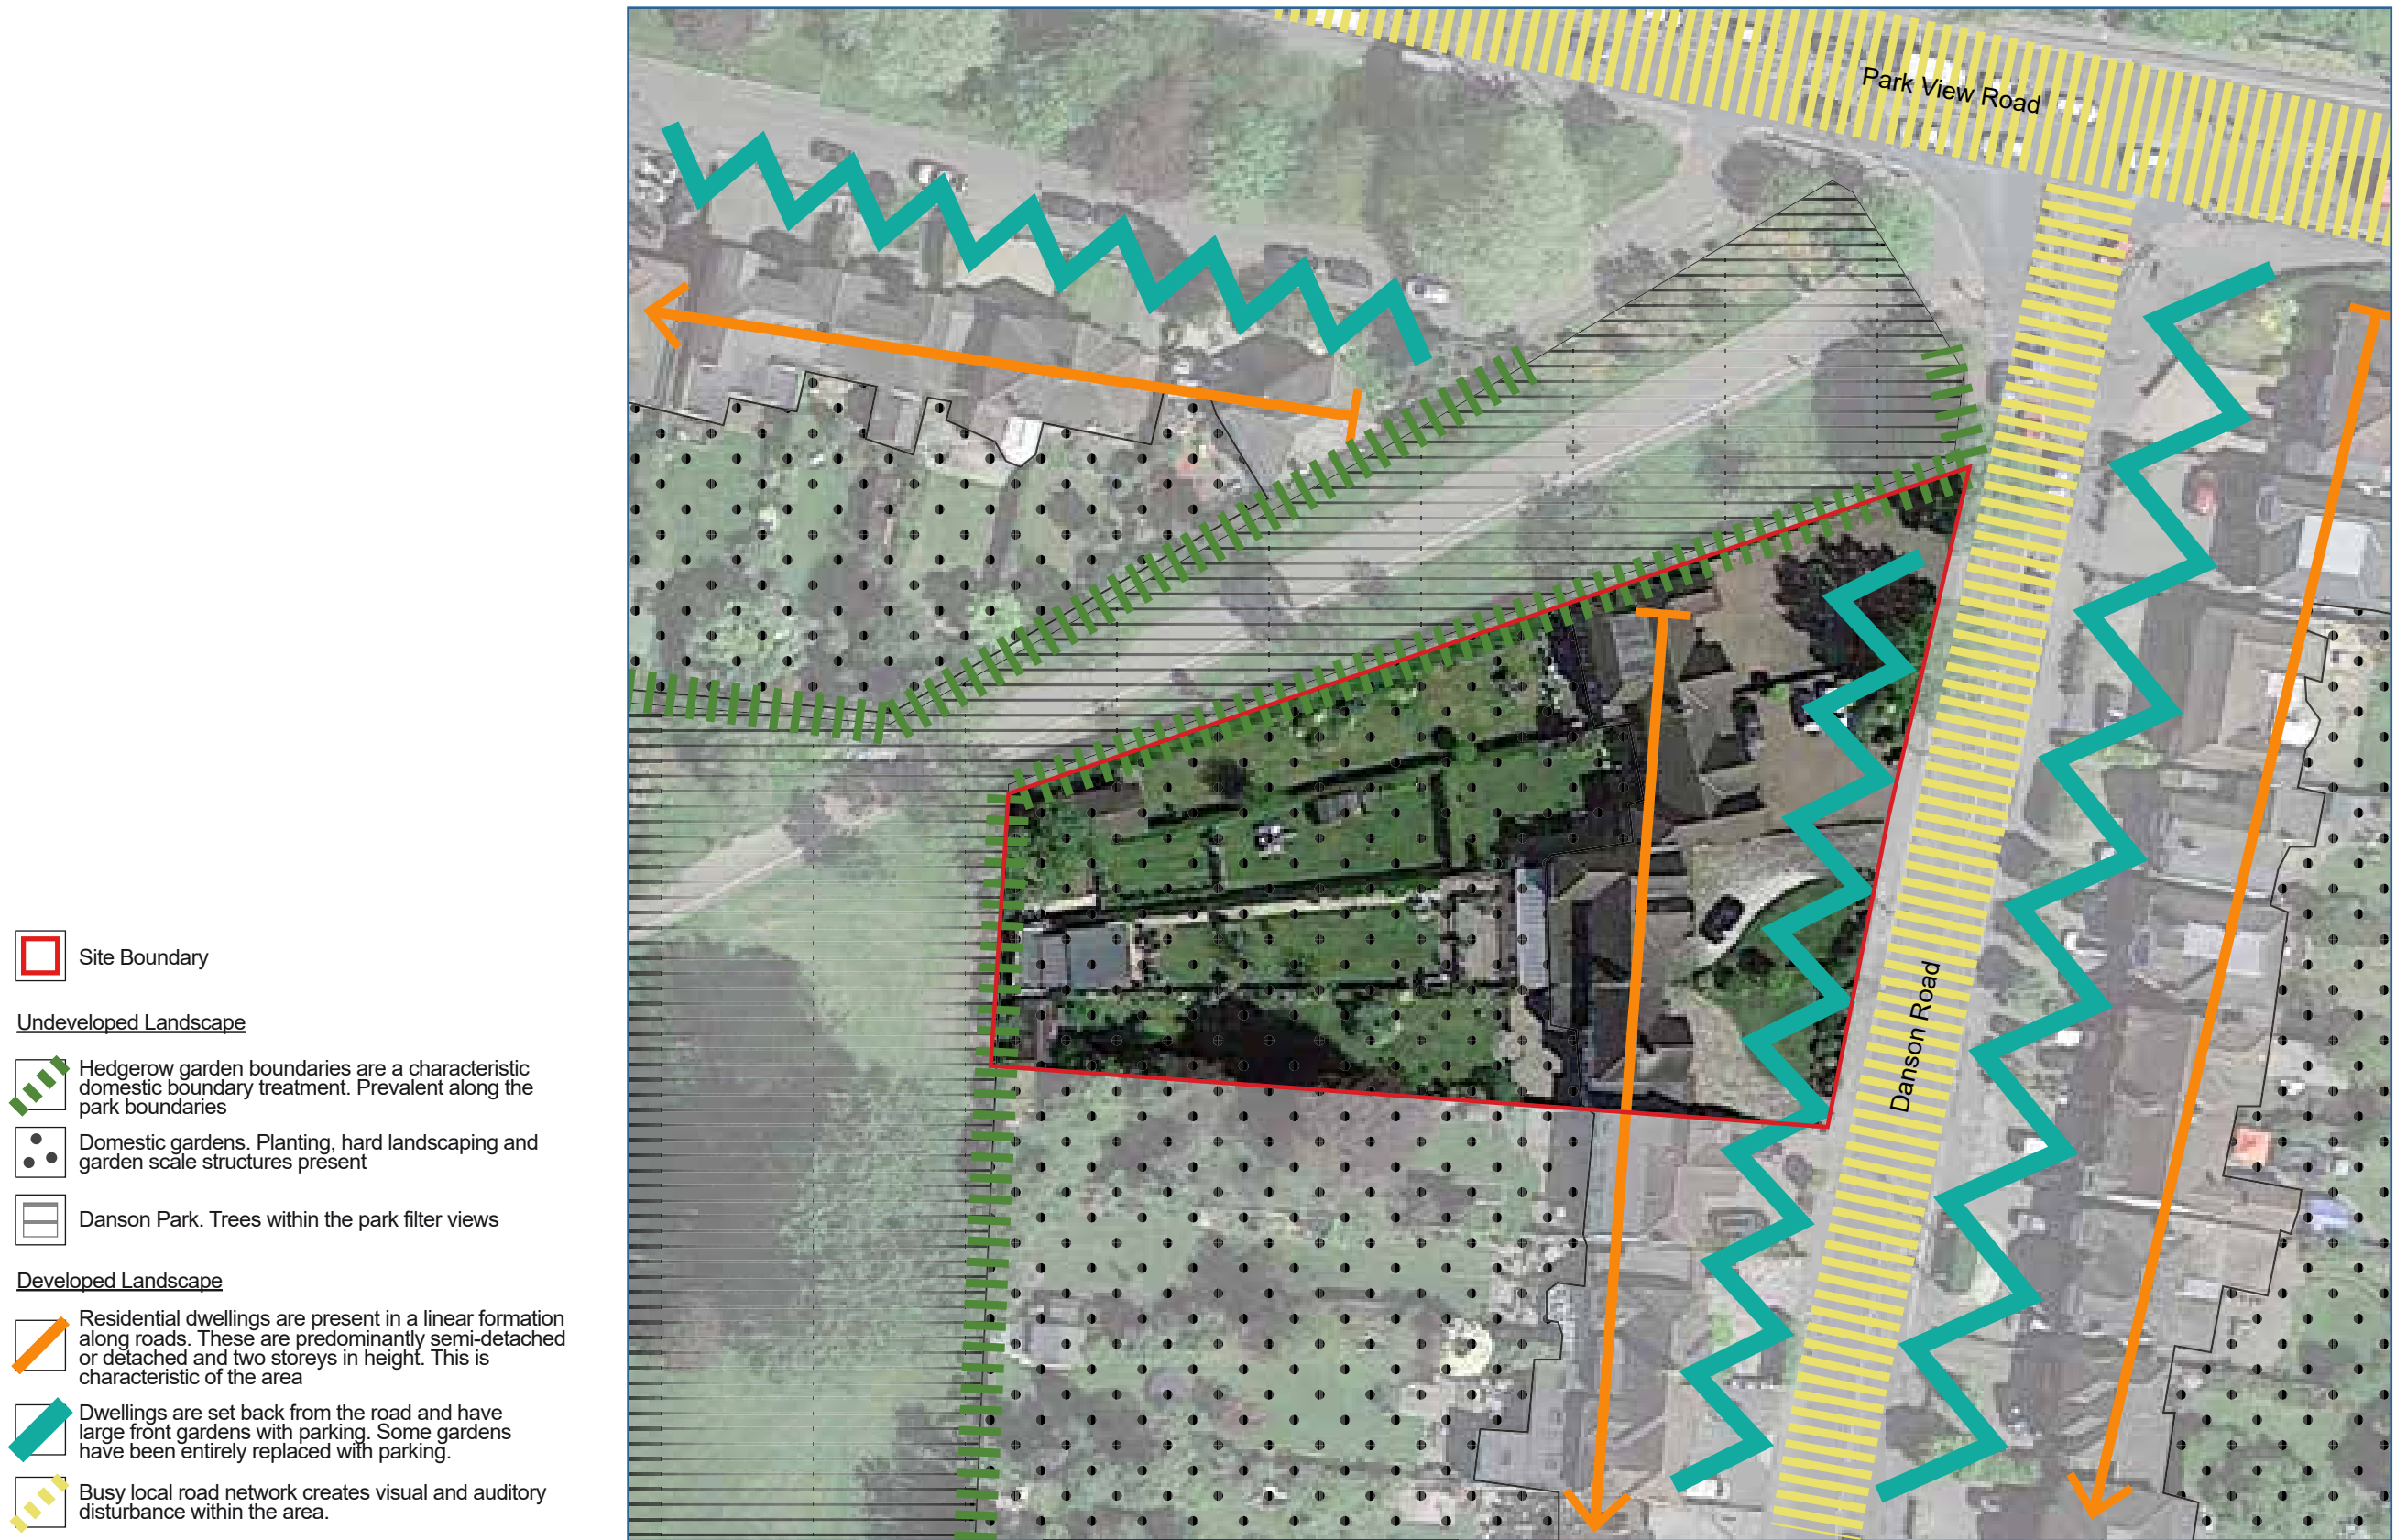 Park View Road
Danson Road
Site Boundary
Undeveloped Landscape
Hedgerow garden boundaries are a characteristic
domestic boundary treatment. Prevalent along the
park boundaries
Domestic gardens. Planting, hard landscaping and
garden scale structures present
Danson Park. Trees within the park filter views
Developed Landscape
Residential dwellings are present in a linear formation
along roads. These are predominantly semi-detached
or detached and two storeys in height. This is
characteristic of the area
Dwellings are set back from the road and have
large front gardens with parking. Some gardens
have been entirely replaced with parking.
Busy local road network creates visual and auditory
disturbance within the area.